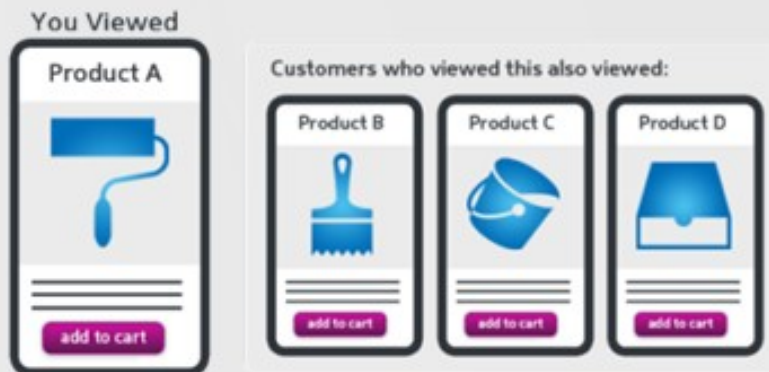 You Viewed
Product A
add to cart
Customers who viewed this also viewed:
Product B
add to cart
Product C
add to cart
Product D
add to cart